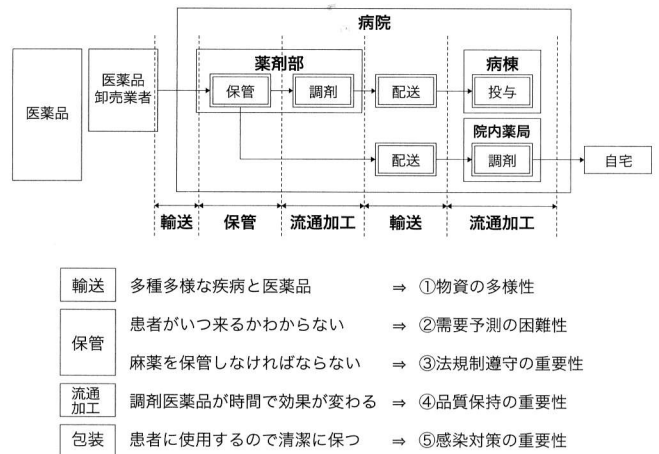 病院
薬剤部
病棟
医薬品
医薬品
卸売業者
保管
調剤
配送
投与
院内薬局
配送
調剤
自宅
輸送
保管
流通加工
輸送
流通加工
輸送 多種多様な疾病と医薬品 ⇒ ①物資の多様性
保管 患者がいつ来るかわからない ⇒ ②需要予測の困難性
麻薬を保管しなければならない ⇒ ③法規制遵守の重要性
流通
加工 調剤医薬品が時間で効果が変わる ⇒ ④品質保持の重要性
包装 患者に使用するので清潔に保つ ⇒ ⑤感染対策の重要性